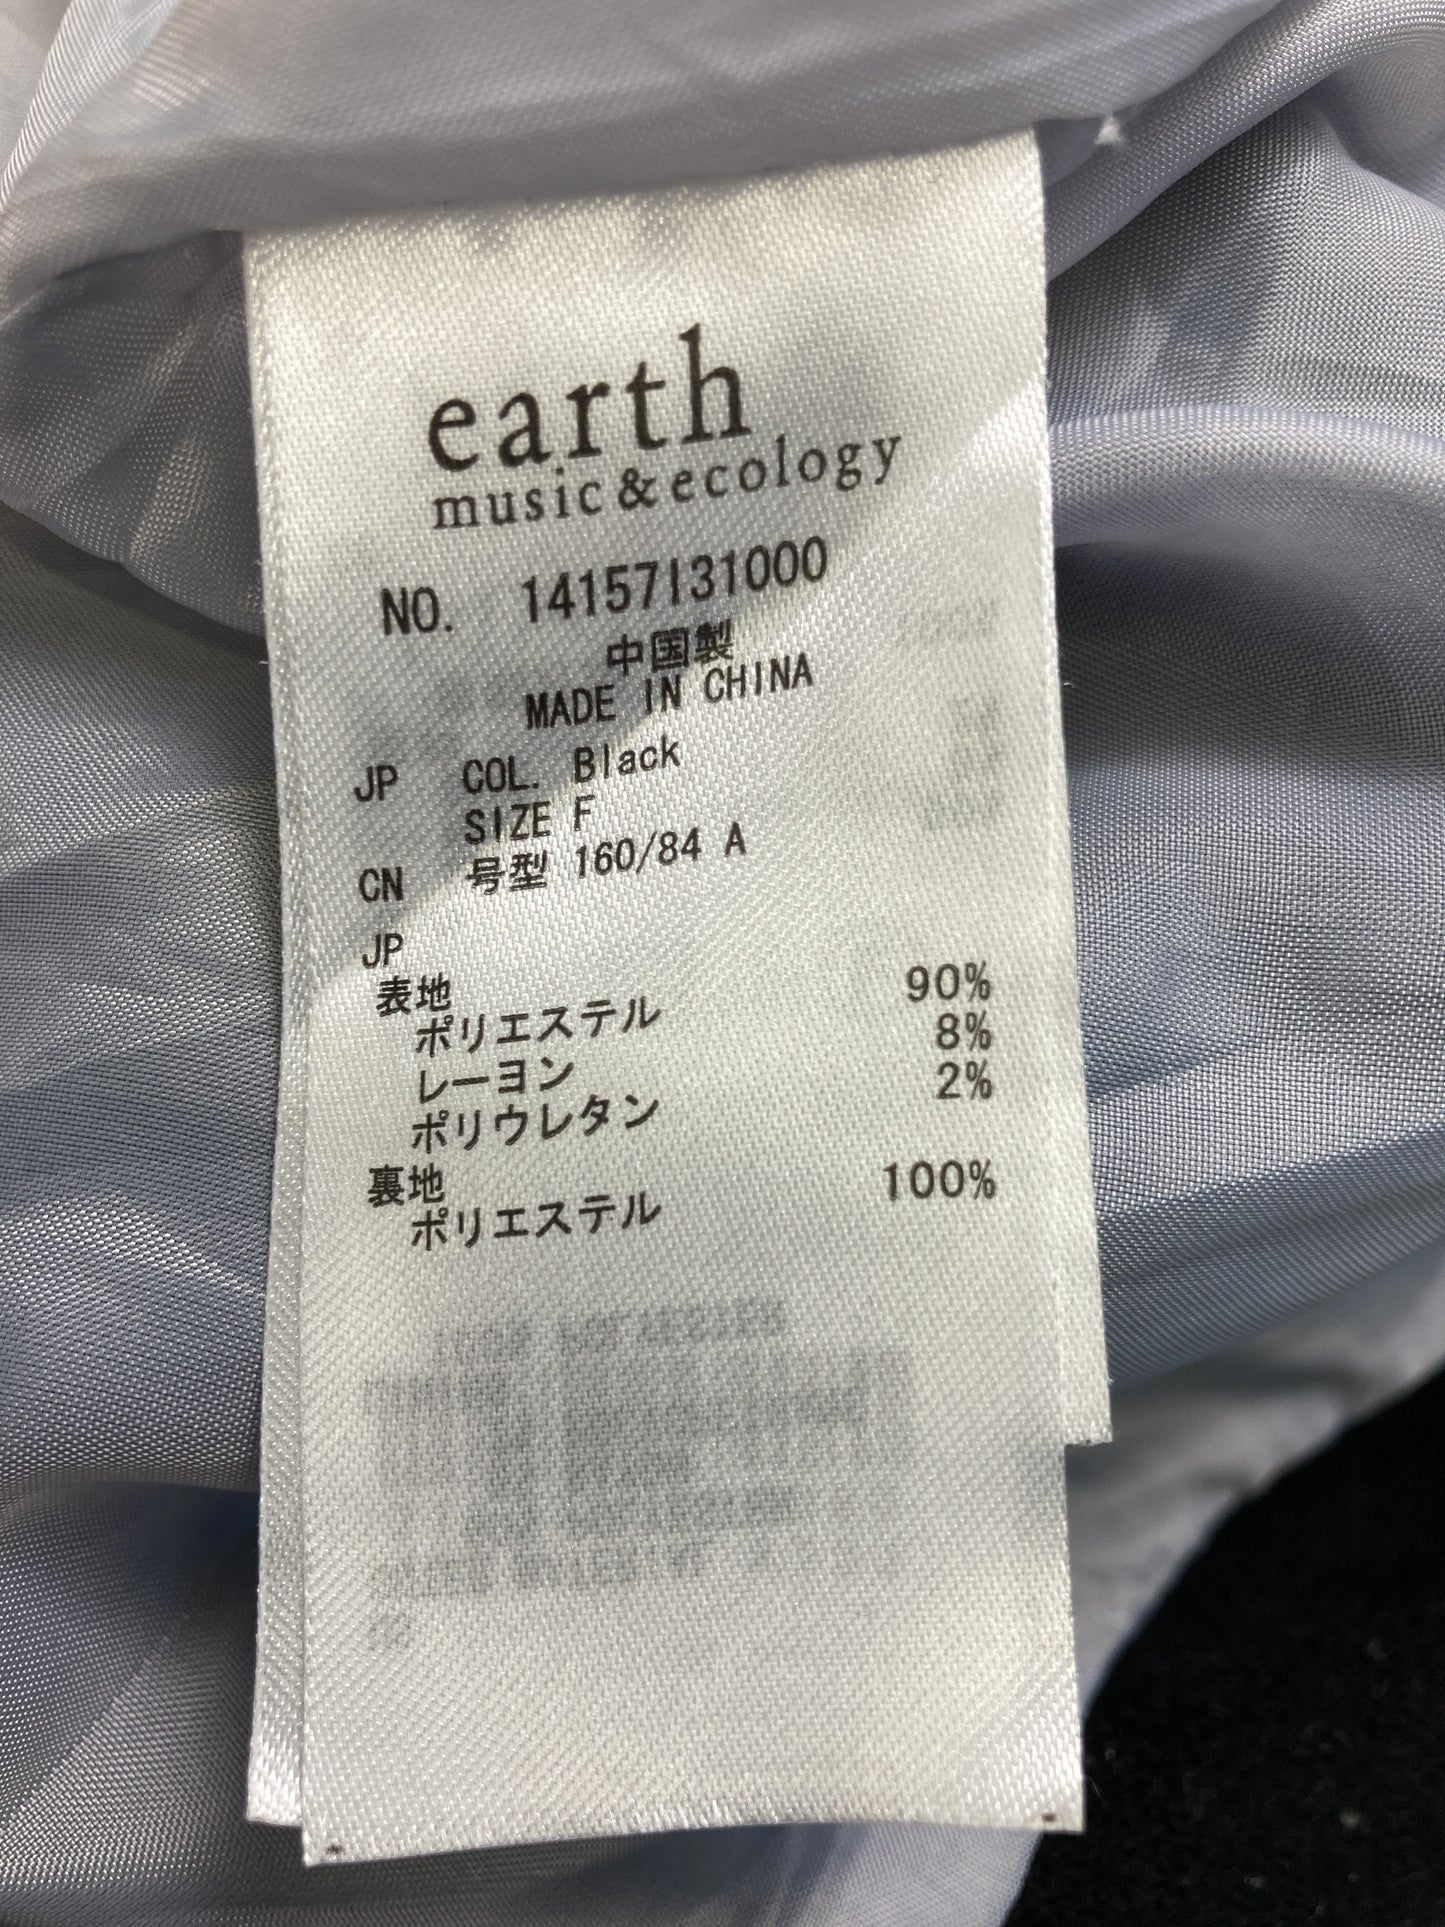 earth
music&ecology
NO. 14157I31000
中国製
MADE IN CHINA
JP COL. Black
SIZE F
CN 号型 160/84 A
JP
表地
ポリエステル 90%
レーヨン 8%
ポリウレタン 2%
裏地
ポリエステル 100%